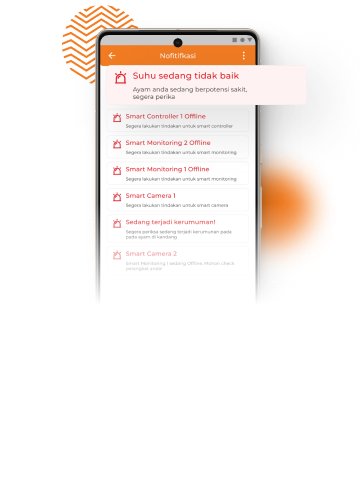 Nofitifkasi
Suhu sedang tidak baik
Ayam anda sedang berpotensi sakit,
segera perika
Smart Controller 1 Offline
Segera lakukan tindakan untuk smart controller
Smart Monitoring 2 Offline
Segera lakukan tindakan untuk smart monitoring
Smart Monitoring 1 Offline
Segera lakukan tindakan untuk smart monitoring
Smart Camera 1
Segera lakukan tindakan untuk smart camera
Sedang terjadi kerumuman!
Segera periksa sedang terjadi kerumunan pada
pada ayam di kandang
Smart Camera 2
Smart Monitoring 1 sedang Offline. Mohon check
perangkat anda!